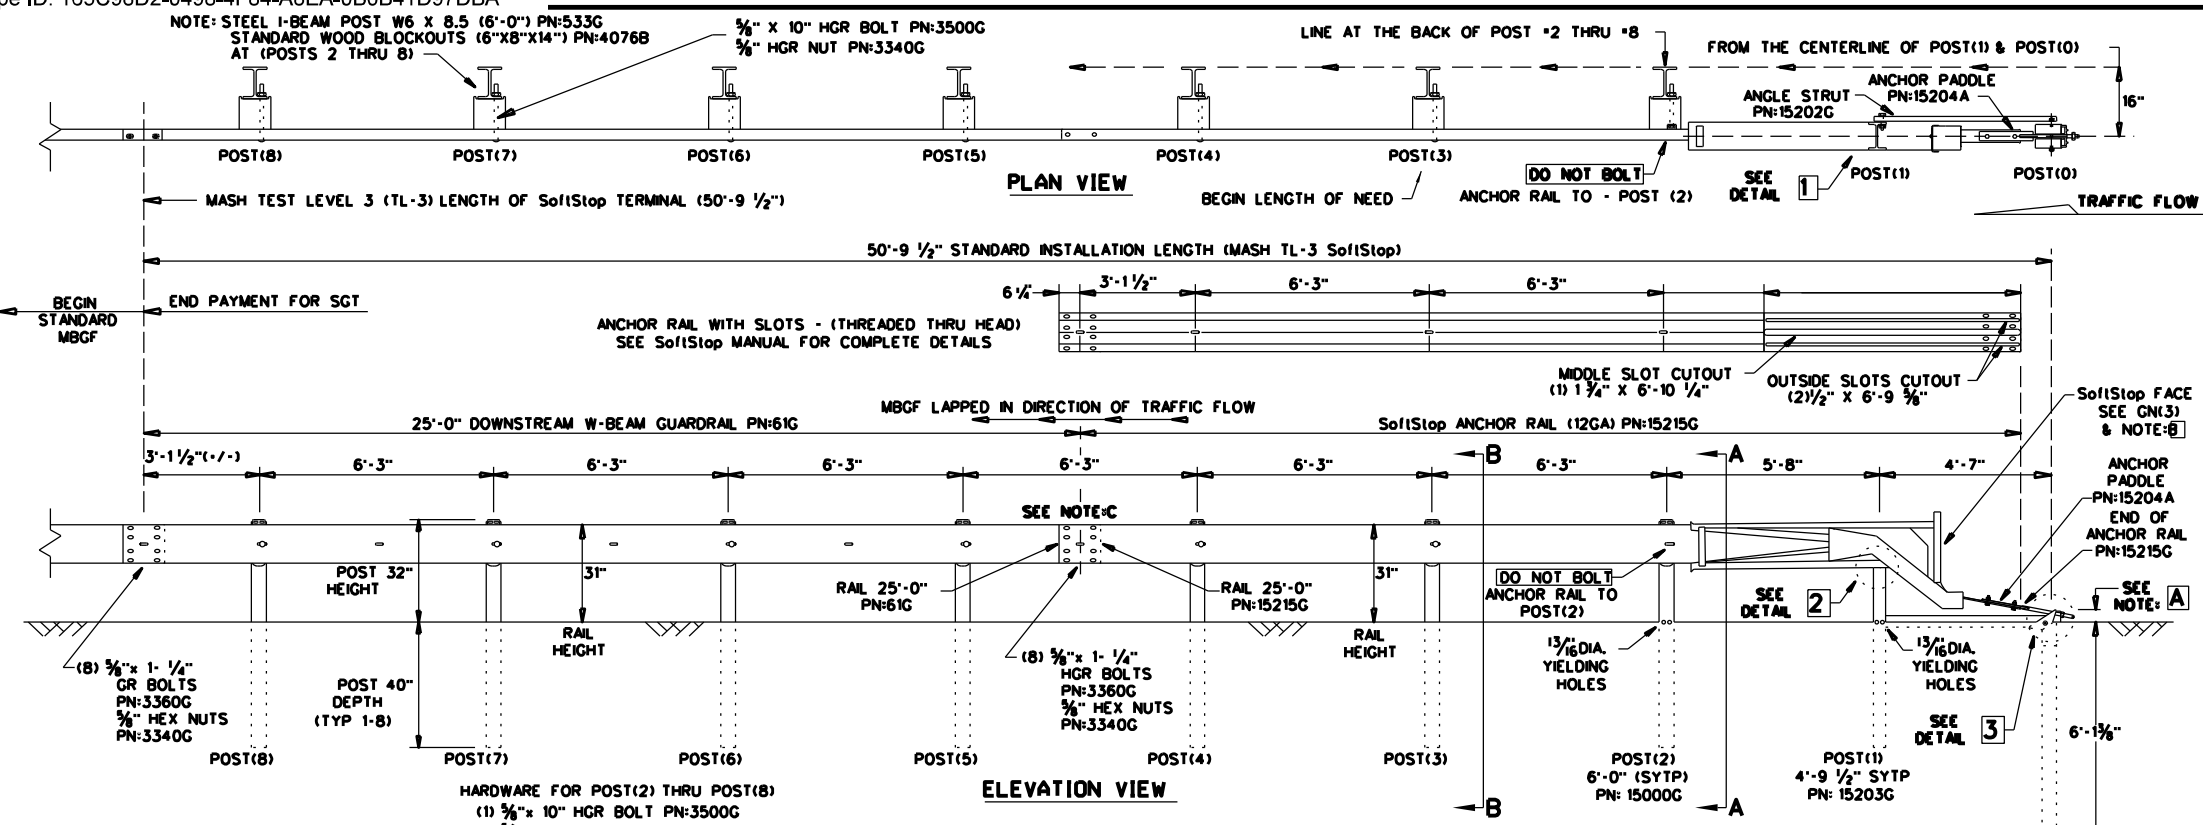 pe ID: 165C98D2-0498-4F84-A8EA-0B0B41D97DBA
NOTE: STEEL I-BEAM POST W6 X 8.5 (6'-0") PN:533G
STANDARD WOOD BLOCKOUTS (6"X8"X14") PN:4076B
AT (POSTS 2 THRU 8)
5/8" X 10" HGR BOLT PN:3500G
5/8" HGR NUT PN:3340G
LINE AT THE BACK OF POST #2 THRU #8
FROM THE CENTERLINE OF POST(1) & POST(0)
ANCHOR PADDLE
PN:15204A
ANGLE STRUT
PN:15202G
16"
POST(8)
POST(7)
POST(6)
POST(5)
POST(4)
POST(3)
DO NOT BOLT
ANCHOR RAIL TO - POST (2)
SEE
DETAIL 1
POST(1)
POST(0)
PLAN VIEW
BEGIN LENGTH OF NEED
MASH TEST LEVEL 3 (TL-3) LENGTH OF SoftStop TERMINAL (50'-9 1/2")
TRAFFIC FLOW
50'-9 1/2" STANDARD INSTALLATION LENGTH (MASH TL-3 SoftStop)
BEGIN
STANDARD
MBGF
END PAYMENT FOR SGT
6 1/4"
3'-1 1/2"
6'-3"
6'-3"
ANCHOR RAIL WITH SLOTS - (THREADED THRU HEAD)
SEE SoftStop MANUAL FOR COMPLETE DETAILS
MIDDLE SLOT CUTOUT
(1) 1 3/4" X 6'-10 1/4"
OUTSIDE SLOTS CUTOUT
(2)1/2" X 6'-9 5/8"
SoftStop FACE
SEE GN(3)
& NOTE:B
MBGF LAPPED IN DIRECTION OF TRAFFIC FLOW
25'-0" DOWNSTREAM W-BEAM GUARDRAIL PN:61G
SoftStop ANCHOR RAIL (12GA) PN:15215G
3'-1 1/2"(+/-)
6'-3"
6'-3"
6'-3"
6'-3"
6'-3"
6'-3"
5'-8"
4'-7"
B
A
ANCHOR
PADDLE
PN:15204A
END OF
ANCHOR RAIL
PN:15215G
SEE NOTE:C
POST 32"
HEIGHT
31"
RAIL
HEIGHT
RAIL 25'-0"
PN:61G
RAIL 25'-0"
PN:15215G
31"
RAIL
HEIGHT
DO NOT BOLT
ANCHOR RAIL TO
POST(2)
SEE
DETAIL 2
SEE
NOTE: A
(8) 5/8"x 1- 1/4"
GR BOLTS
PN:3360G
5/8" HEX NUTS
PN:3340G
POST 40"
DEPTH
(TYP 1-8)
(8) 5/8"x 1- 1/4"
HGR BOLTS
PN:3360G
5/8" HEX NUTS
PN:3340G
13/16 DIA.
YIELDING
HOLES
13/16 DIA.
YIELDING
HOLES
SEE
DETAIL 3
6'-1 3/8"
POST(8)
POST(7)
POST(6)
POST(5)
POST(4)
POST(3)
POST(2)
6'-0" (SYTP)
PN: 15000G
POST(1)
4'-9 1/2" SYTP
PN: 15203G
HARDWARE FOR POST(2) THRU POST(8)
(1) 5/8"x 10" HGR BOLT PN:3500G
ELEVATION VIEW
B
A